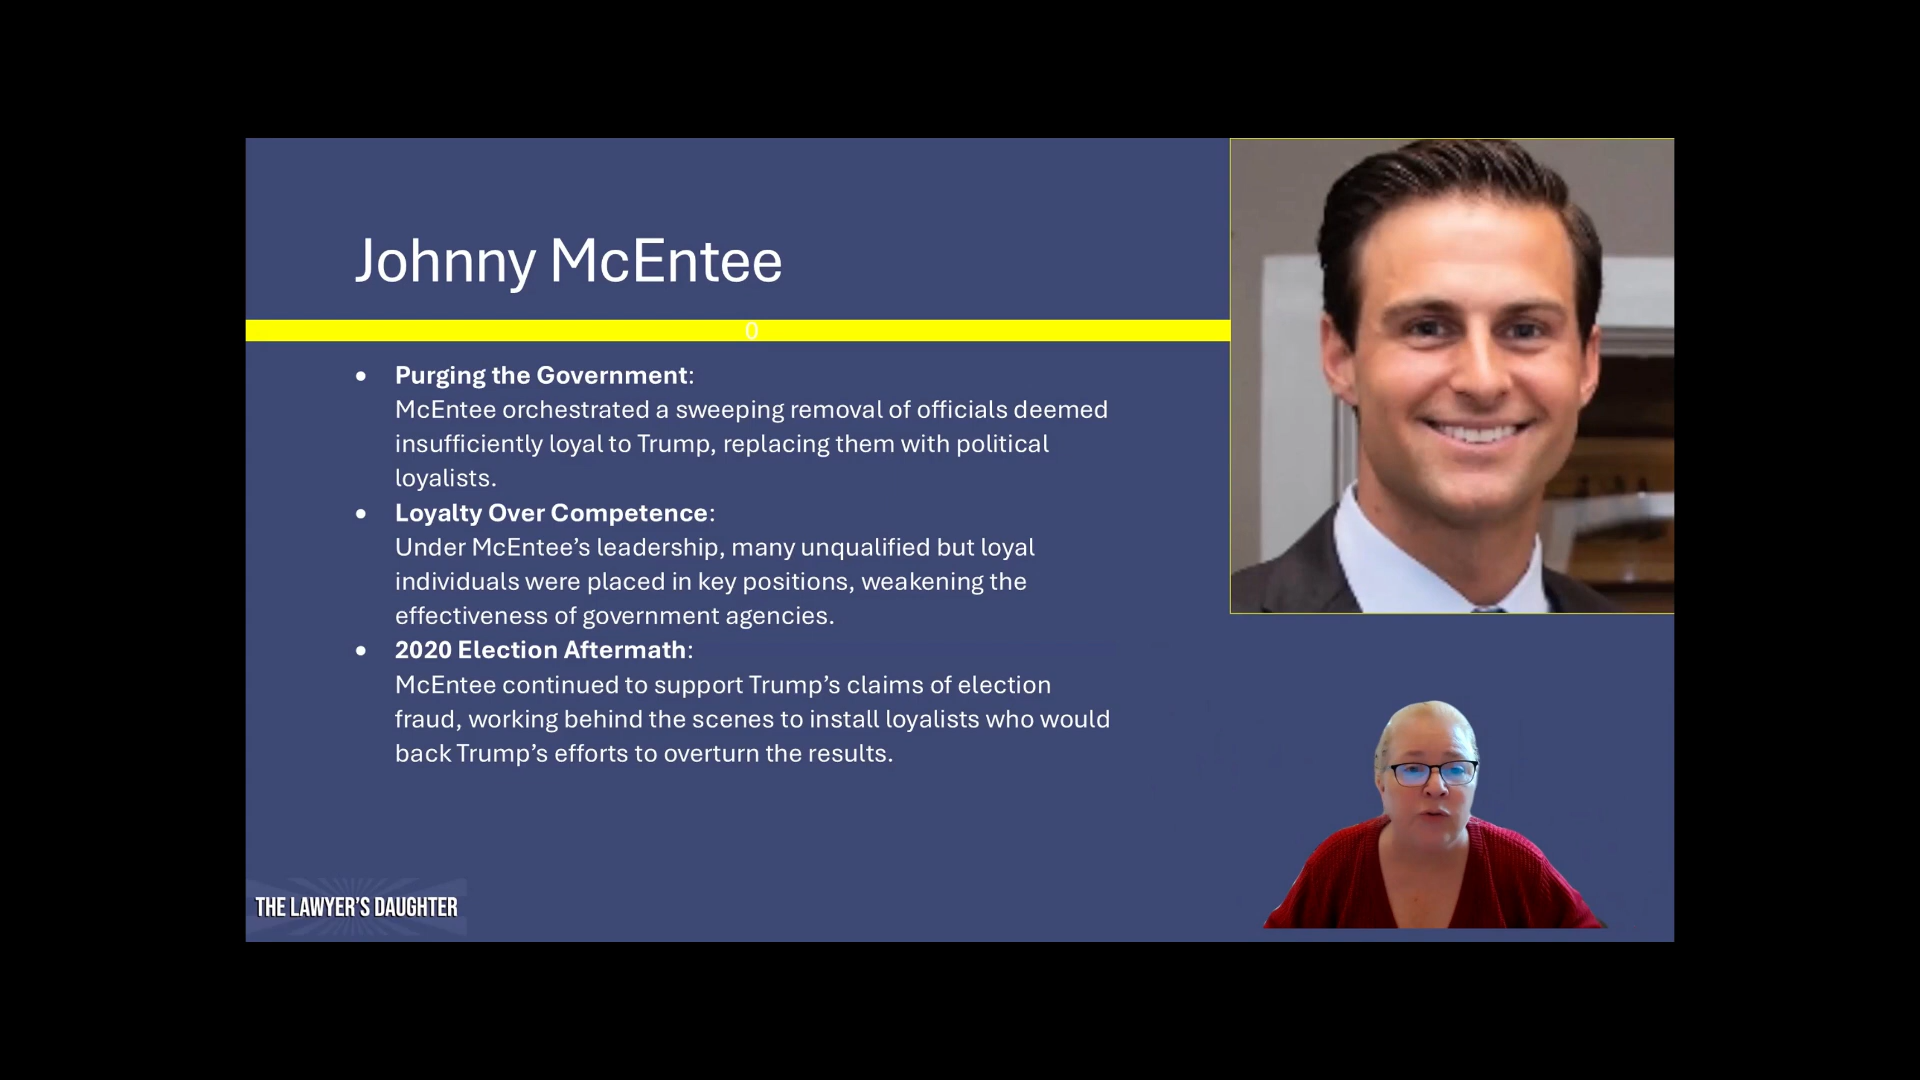 Johnny McEntee
0
• Purging the Government:
McEntee orchestrated a sweeping removal of officials deemed
insufficiently loyal to Trump, replacing them with political
loyalists.
• Loyalty Over Competence:
Under McEntee’s leadership, many unqualified but loyal
individuals were placed in key positions, weakening the
effectiveness of government agencies.
• 2020 Election Aftermath:
McEntee continued to support Trump’s claims of election
fraud, working behind the scenes to install loyalists who would
back Trump’s efforts to overturn the results.
THE LAWYER'S DAUGHTER